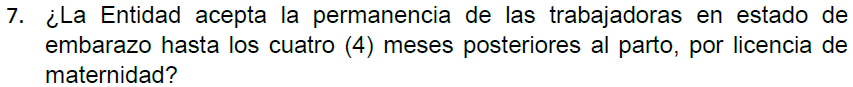 7. ¿La Entidad acepta la permanencia de las trabajadoras en estado de
embarazo hasta los cuatro (4) meses posteriores al parto, por licencia de
maternidad?